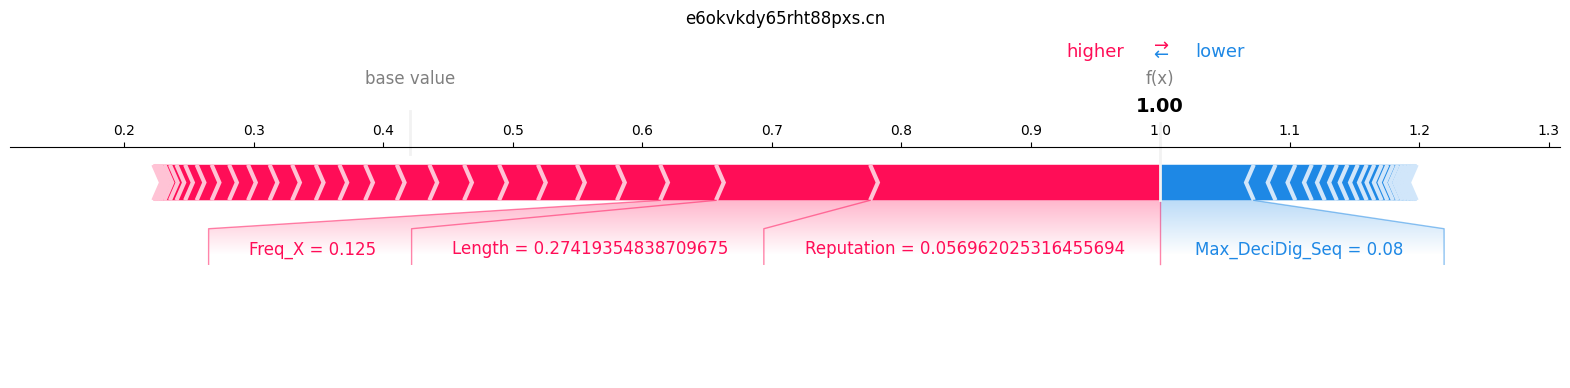 e6okvkdy65rht88pxs.cn
higher ⇄ lower
base value f(x)
1.00
0.2 0.3 0.4 0.5 0.6 0.7 0.8 0.9 1.0 1.1 1.2 1.3
Freq_X = 0.125 Length = 0.27419354838709675 Reputation = 0.056962025316455694 Max_DeciDig_Seq = 0.08